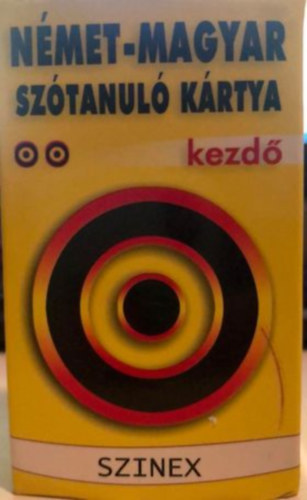 NÉMET-MAGYAR
SZÓTANULÓ KÁRTYA
kezdő
SZINEX